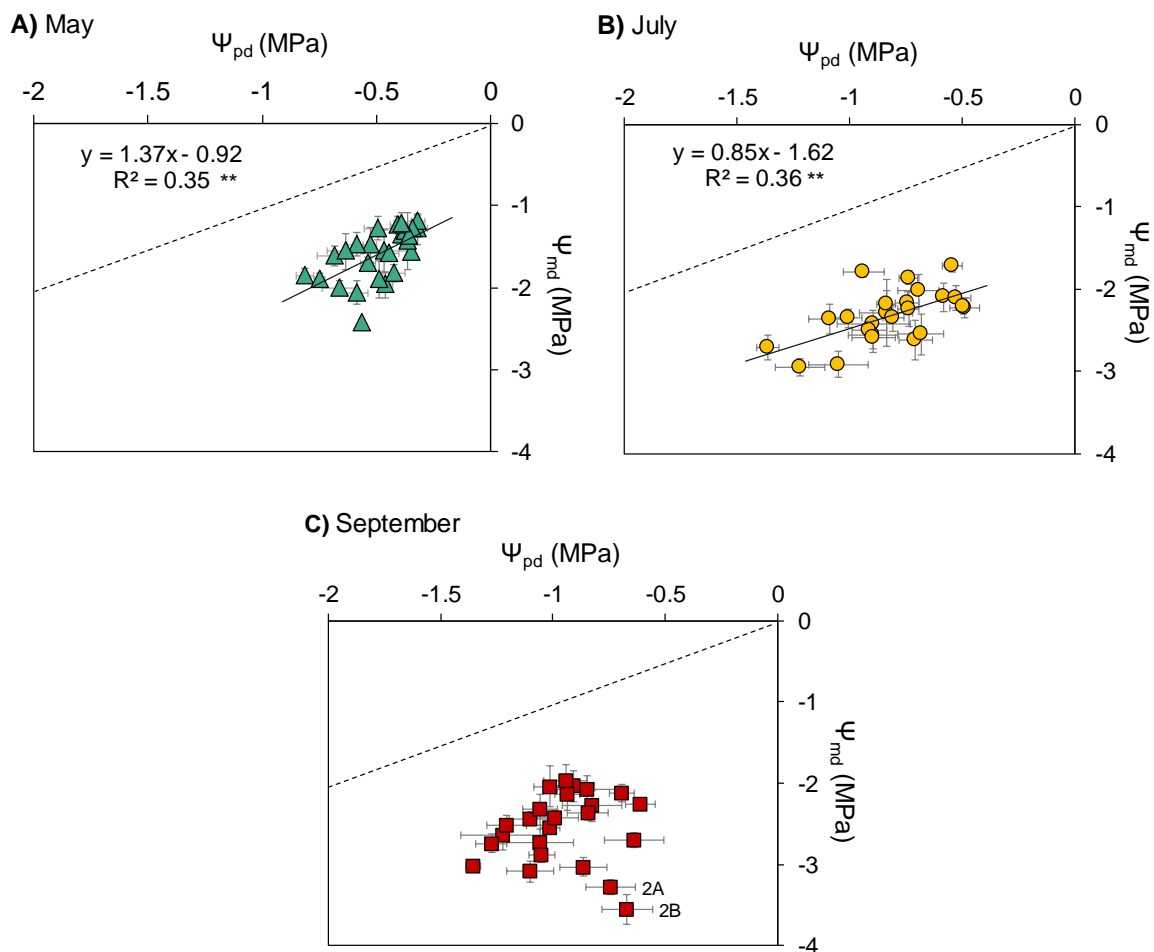 A) May
Ψpd (MPa)
-2 -1.5 -1 -0.5 0
0
-1
-2
-3
-4
Ψmd (MPa)
y = 1.37x - 0.92
R² = 0.35 **
B) July
Ψpd (MPa)
-2 -1.5 -1 -0.5 0
0
-1
-2
-3
-4
Ψmd (MPa)
y = 0.85x - 1.62
R² = 0.36 **
C) September
Ψpd (MPa)
-2 -1.5 -1 -0.5 0
0
-1
-2
-3
-4
Ψmd (MPa)
2A
2B